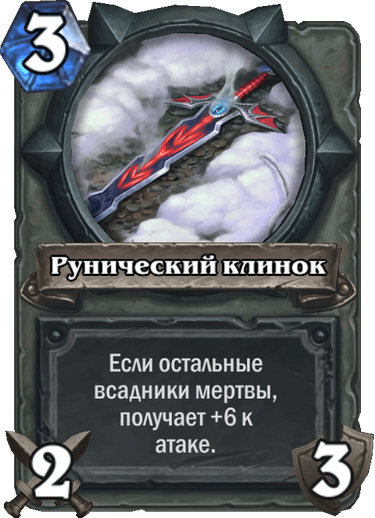 3
Рунический клинок
Если остальные
всадники мертвы,
получает +6 к
атаке.
2
3